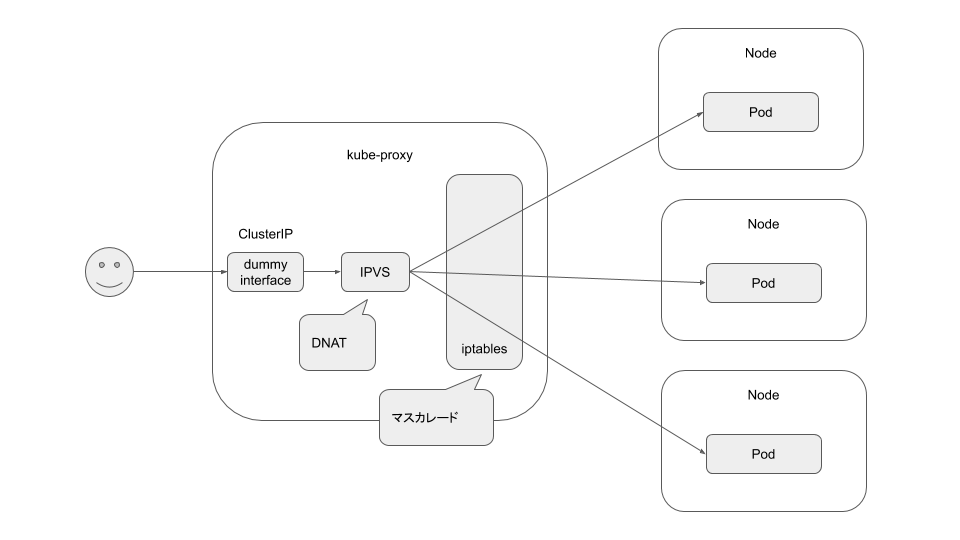 kube-proxy
ClusterIP
dummy
interface
IPVS
DNAT
iptables
マスカレード
Node
Pod
Node
Pod
Node
Pod